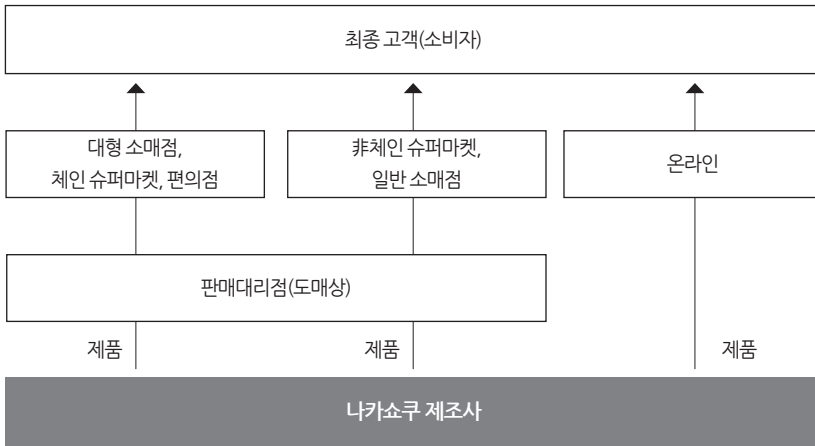 최종 고객(소비자)
대형 소매점,
체인 슈퍼마켓, 편의점
非체인 슈퍼마켓,
일반 소매점
온라인
판매대리점(도매상)
제품
제품
제품
나카쇼쿠 제조사